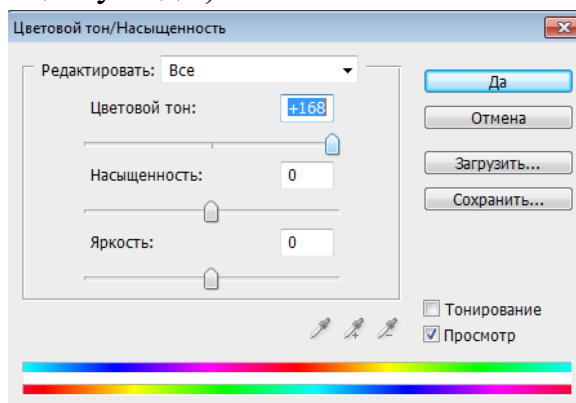 Цветовой тон/Насыщенность
Редактировать: Все
Да
Цветовой тон: +168
Отмена
Загрузить...
Насыщенность: 0
Сохранить...
Яркость: 0
Тонирование
Просмотр